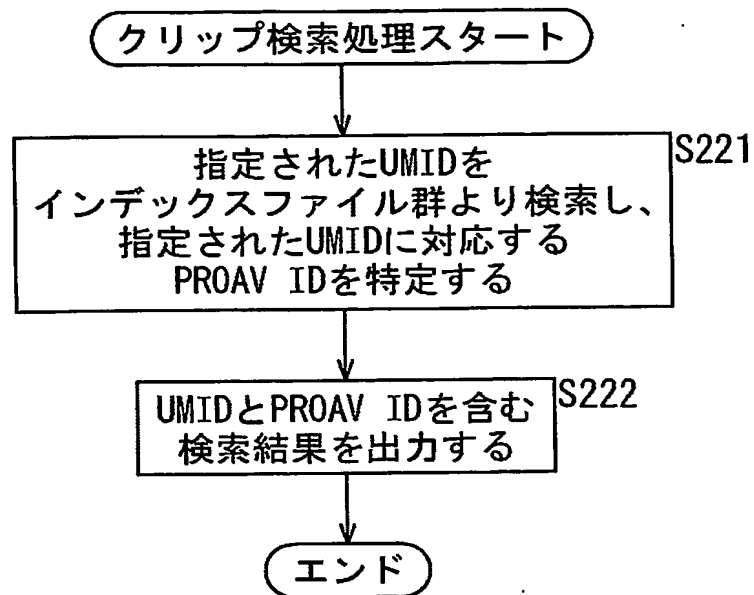 クリップ検索処理スタート
S221
指定されたUMIDを
インデックスファイル群より検索し、
指定されたUMIDに対応する
PROAV IDを特定する
S222
UMIDとPROAV IDを含む
検索結果を出力する
エンド